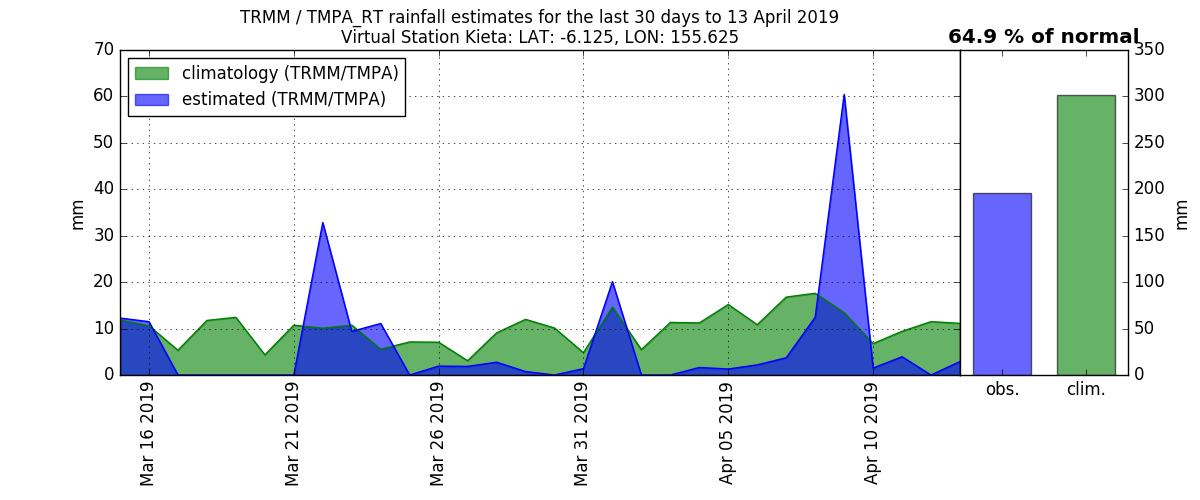 TRMM / TMPA_RT rainfall estimates for the last 30 days to 13 April 2019
Virtual Station Kieta: LAT: -6.125, LON: 155.625
64.9 % of normal
climatology (TRMM/TMPA)
estimated (TRMM/TMPA)
70
60
50
40
30
20
10
0
mm
Mar 16 2019
Mar 21 2019
Mar 26 2019
Mar 31 2019
Apr 05 2019
Apr 10 2019
obs.
clim.
350
300
250
200
150
100
50
0
mm